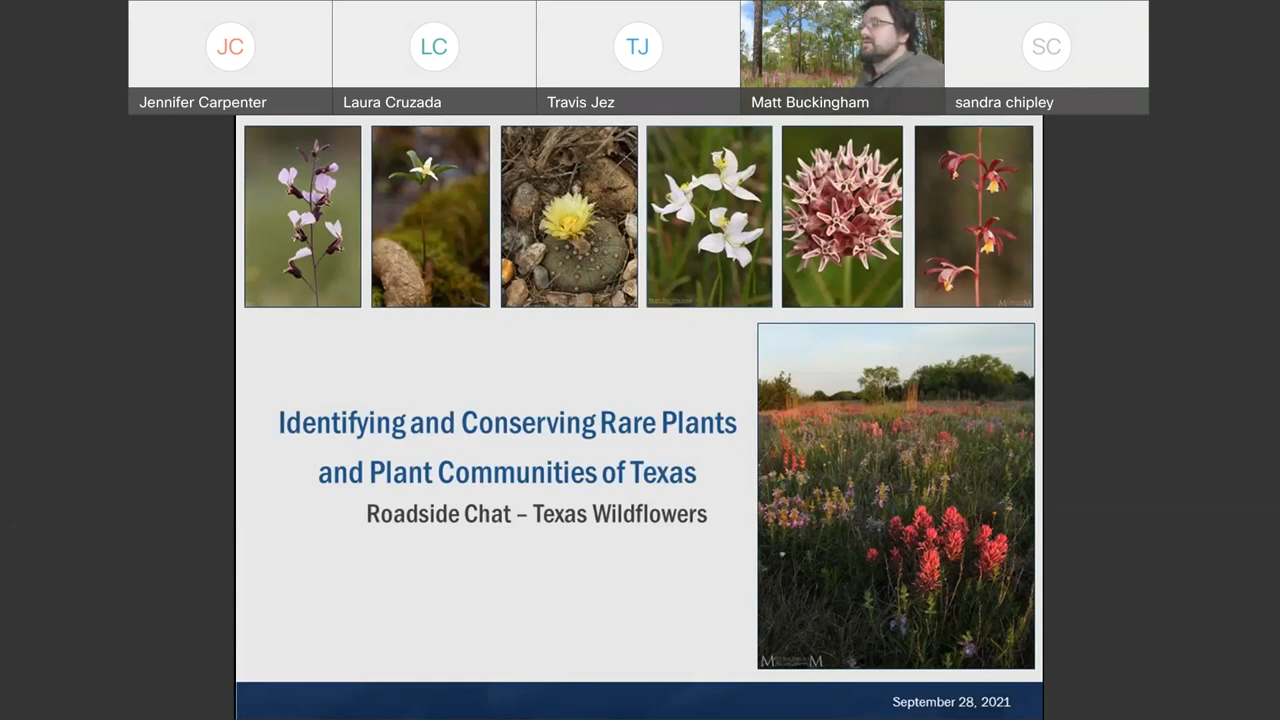 JC
LC
TJ
SC
Jennifer Carpenter
Laura Cruzada
Travis Jez
Matt Buckingham
sandra chipley
Identifying and Conserving Rare Plants
and Plant Communities of Texas
Roadside Chat – Texas Wildflowers
September 28, 2021